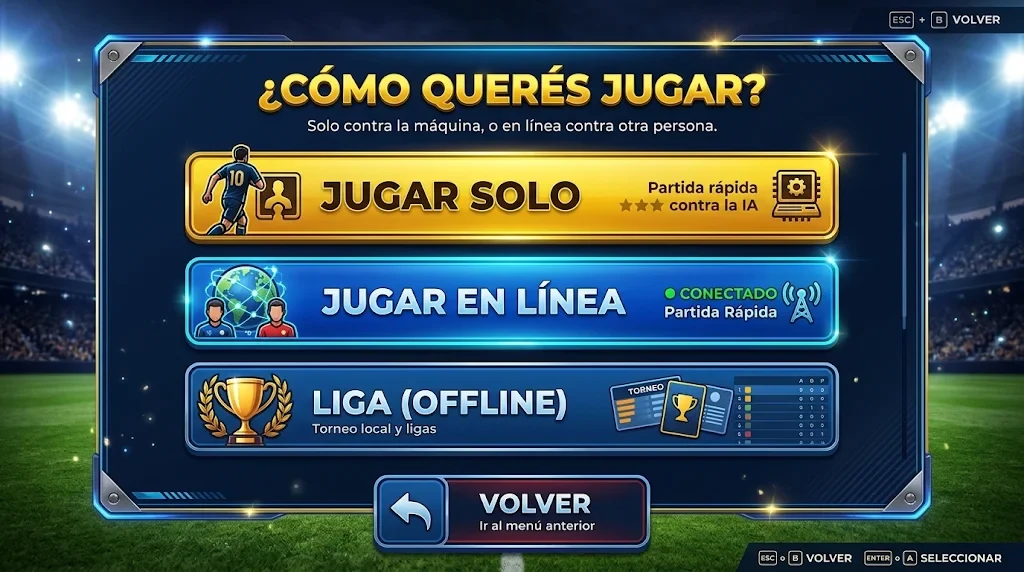 ESC + B VOLVER
¿CÓMO QUERÉS JUGAR?
Solo contra la máquina, o en línea contra otra persona.
10
JUGAR SOLO
Partida rápida
contra la IA
JUGAR EN LÍNEA
CONECTADO
Partida Rápida
LIGA (OFFLINE)
Torneo local y ligas
TORNEO
VOLVER
Ir al menú anterior
ESC o B VOLVER ENTER o A SELECCIONAR